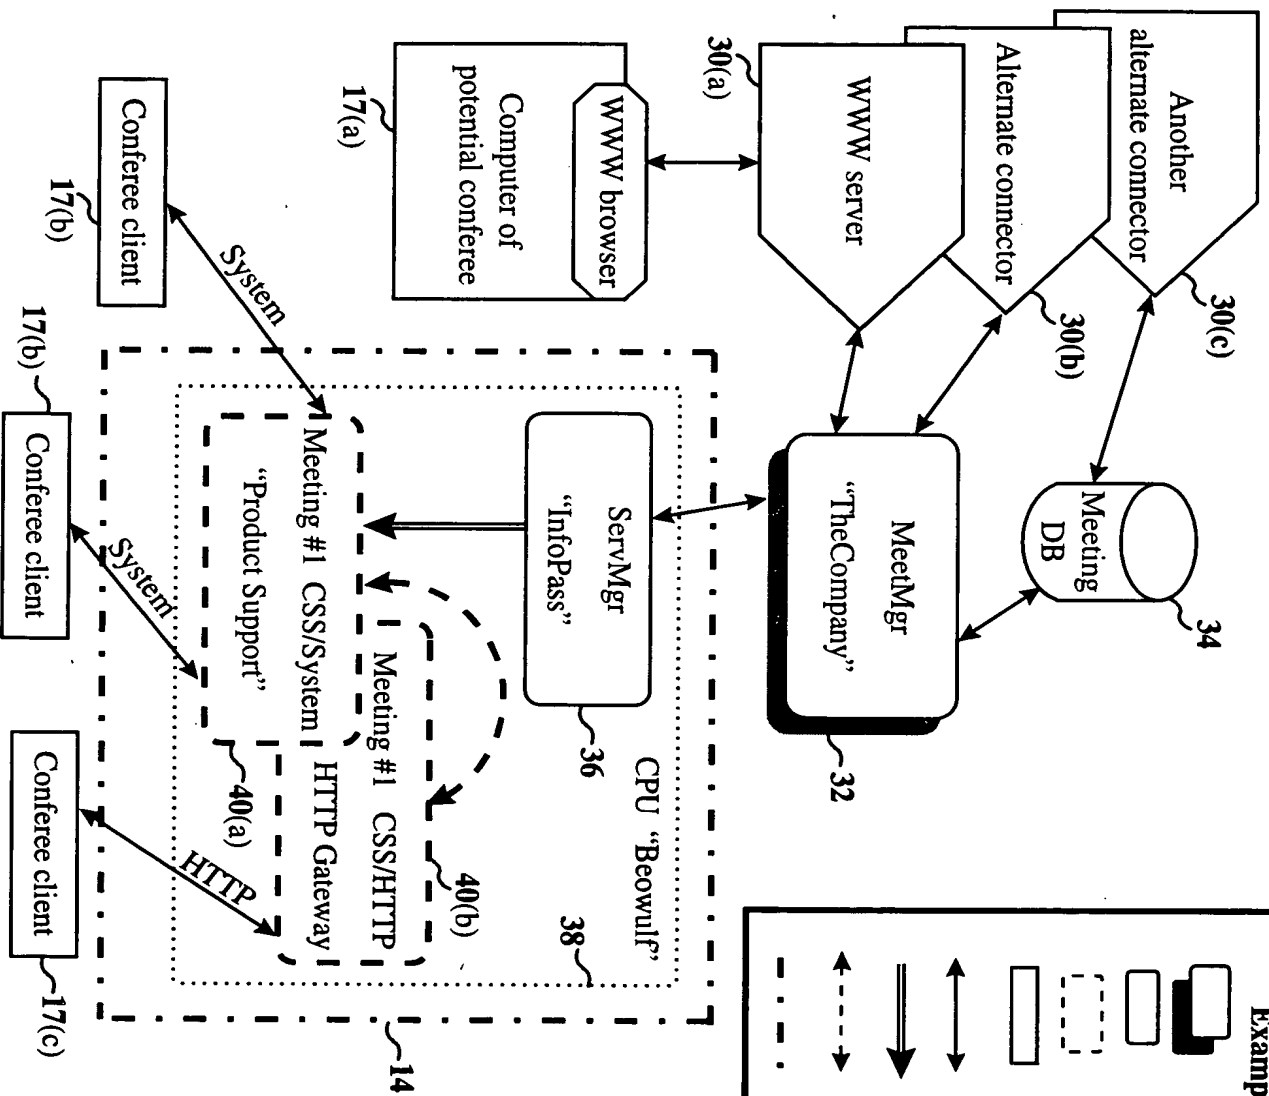 Another
alternate connector
30(c)
Alternate connector
30(b)
WWW server
30(a)
Meeting
DB
34
MeetMgr
“TheCompany”
32
WWW browser
Computer of
potential conferee
17(a)
ServMgr
“InfoPass”
36
CPU “Beowulf”
38
14
Meeting #1 CSS/HTTP
HTTP Gateway
40(b)
Meeting #1 CSS/System
“Product Support”
40(a)
System
System
HTTP
Conferee client
17(b)
Conferee client
17(b)
Conferee client
17(c)
Examp